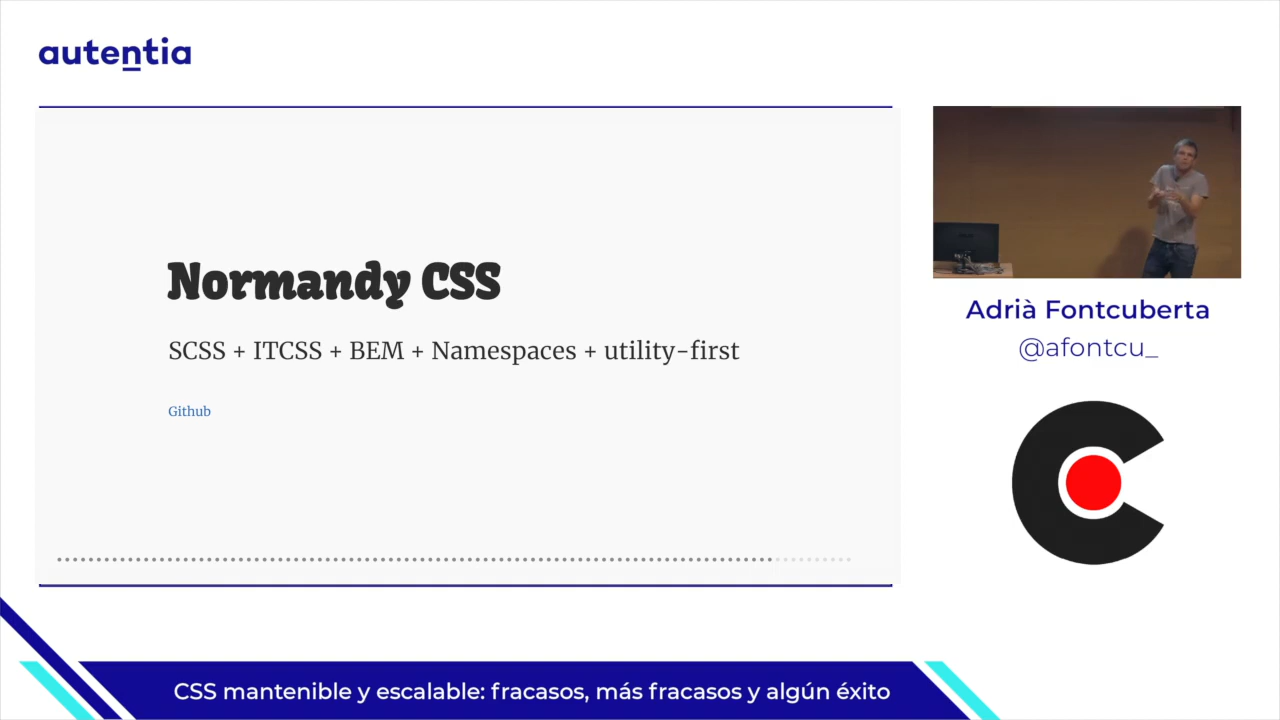 autentia
Normandy CSS
SCSS + ITCSS + BEM + Namespaces + utility-first
Github
Adrià Fontcuberta
@afontcu_
CSS mantenible y escalable: fracasos, más fracasos y algún éxito